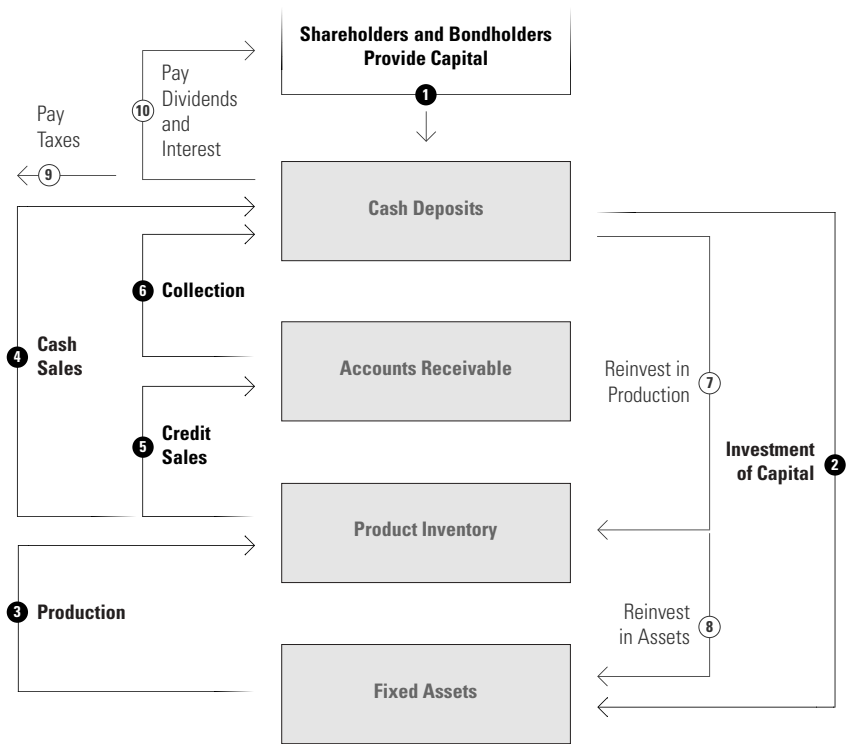 Shareholders and Bondholders
Provide Capital
1
Pay
Dividends
and
Interest
10
Pay
Taxes
9
Cash Deposits
6 Collection
4 Cash
Sales
Accounts Receivable
Reinvest in
Production
7
5 Credit
Sales
Investment
of Capital
2
Product Inventory
3 Production
Reinvest
in Assets
8
Fixed Assets